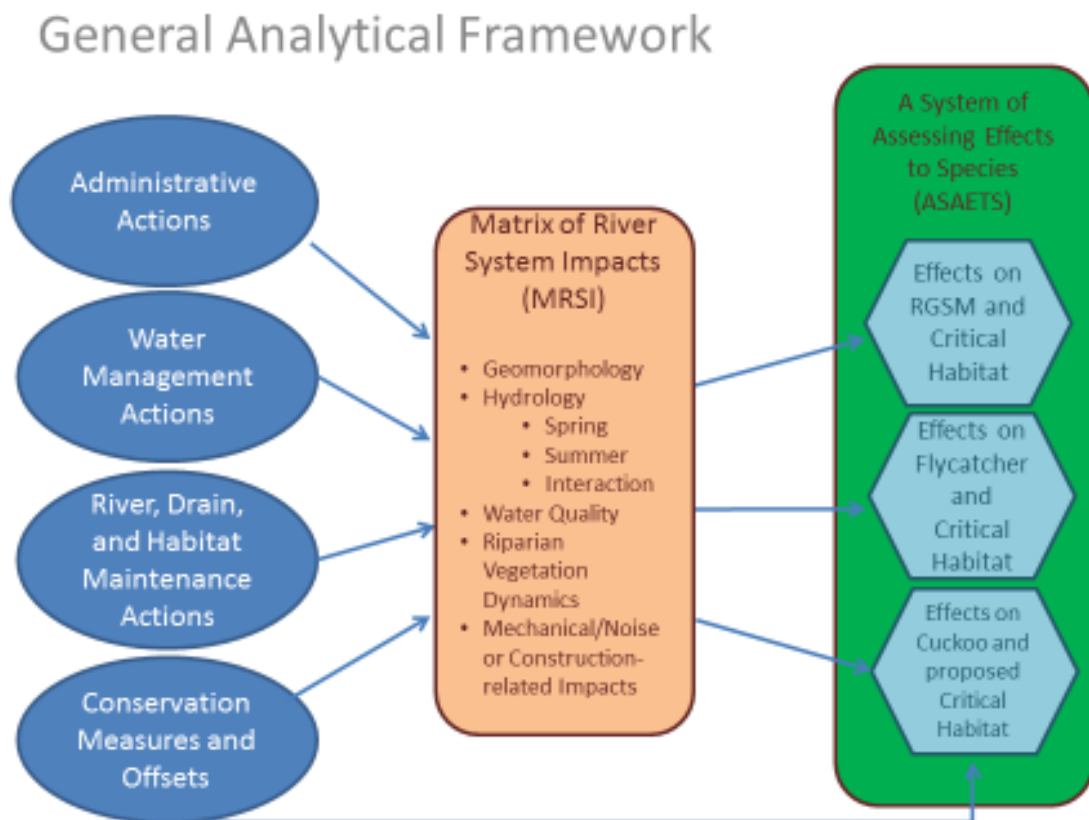 General Analytical Framework
Administrative
Actions
Water
Management
Actions
River, Drain,
and Habitat
Maintenance
Actions
Conservation
Measures and
Offsets
Matrix of River
System Impacts
(MRSI)
• Geomorphology
• Hydrology
• Spring
• Summer
• Interaction
• Water Quality
• Riparian
Vegetation
Dynamics
• Mechanical/Noise
or Construction-
related Impacts
A System of
Assessing Effects
to Species
(ASAETS)
Effects on
RGSM and
Critical
Habitat
Effects on
Flycatcher
and
Critical
Habitat
Effects on
Cuckoo and
proposed
Critical
Habitat